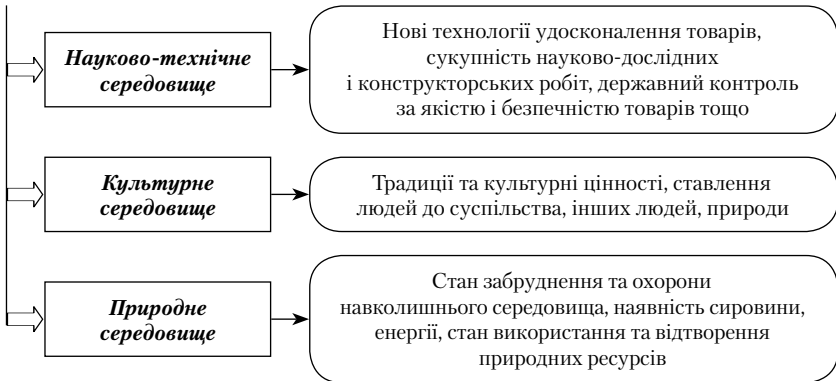 Науково-технічне
середовище
Нові технології удосконалення товарів,
сукупність науково-дослідних
і конструкторських робіт, державний контроль
за якістю і безпечністю товарів тощо
Культурне
середовище
Традиції та культурні цінності, ставлення
людей до суспільства, інших людей, природи
Природне
середовище
Стан забруднення та охорони
навколишнього середовища, наявність сировини,
енергії, стан використання та відтворення
природних ресурсів